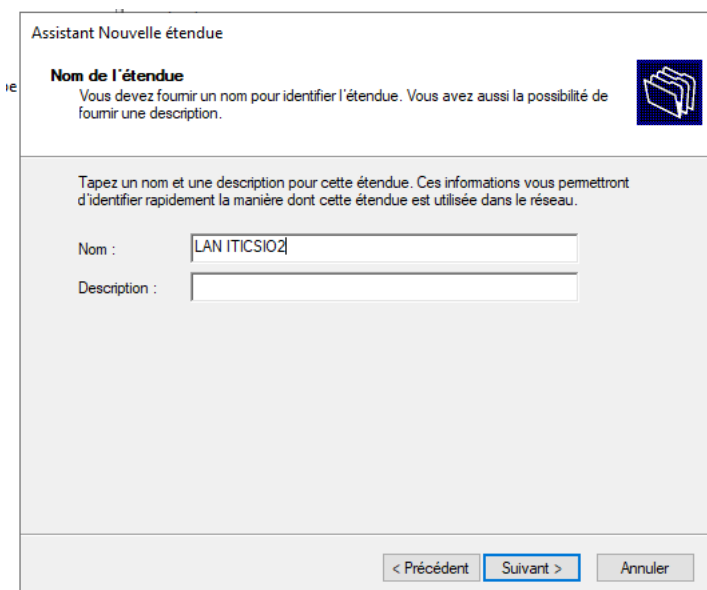 Assistant Nouvelle étendue
Nom de l'étendue
Vous devez fournir un nom pour identifier l'étendue. Vous avez aussi la possibilité de
fournir une description.
Tapez un nom et une description pour cette étendue. Ces informations vous permettront
d'identifier rapidement la manière dont cette étendue est utilisée dans le réseau.
Nom :
LAN ITICSIO2
Description :
< Précédent
Suivant >
Annuler